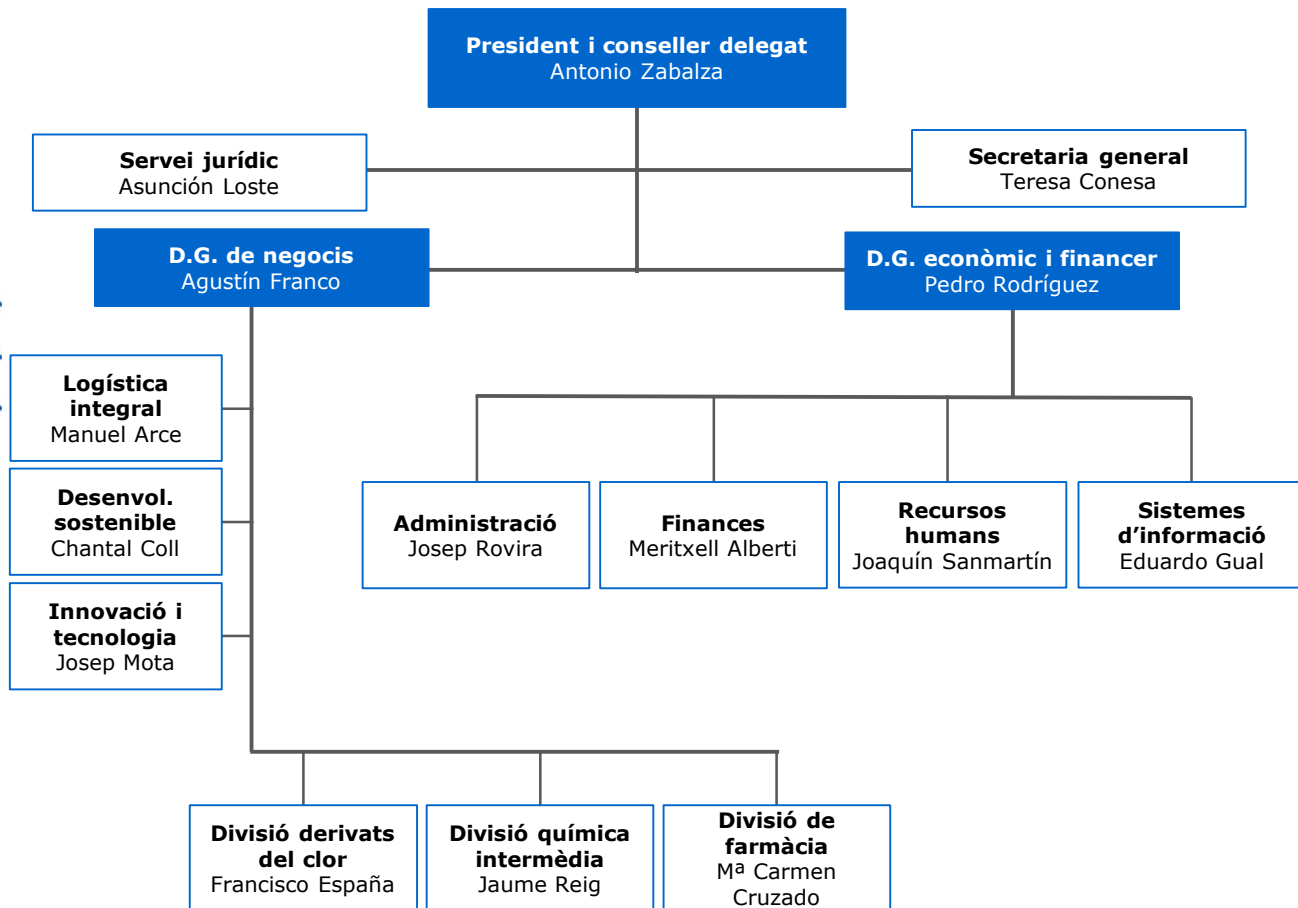 President i conseller delegat
Antonio Zabalza
Servei jurídic
Asunción Loste
Secretaria general
Teresa Conesa
D.G. de negocis
Agustín Franco
D.G. econòmic i financer
Pedro Rodríguez
Logística
integral
Manuel Arce
Desenvol.
sostenible
Chantal Coll
Innovació i
tecnologia
Josep Mota
Administració
Josep Rovira
Finances
Meritxell Alberti
Recursos
humans
Joaquín Sanmartín
Sistemes
d’informació
Eduardo Gual
Divisió derivats
del clor
Francisco España
Divisió química
intermèdia
Jaume Reig
Divisió de
farmàcia
Mª Carmen
Cruzado